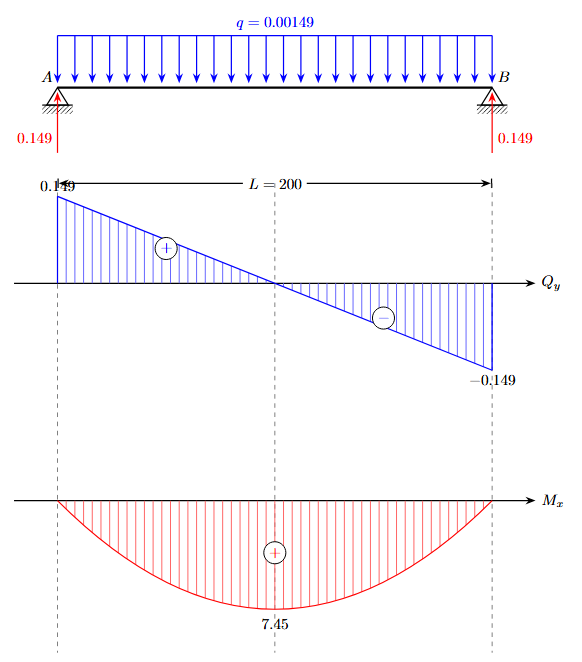 q = 0.00149
A
B
0.149
0.149
L = 200
0.149
+
Q_y
−
−0.149
M_x
+
7.45